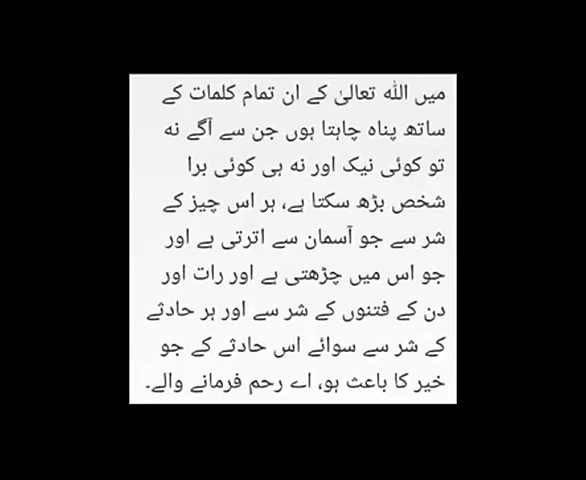 میں اللہ تعالیٰ کے ان تمام کلمات کے
ساتھ پناہ چاہتا ہوں جن سے آگے نہ
تو کوئی نیک اور نہ ہی کوئی برا
شخص بڑھ سکتا ہے، ہر اس چیز کے
شر سے جو آسمان سے اترتی ہے اور
جو اس میں چڑھتی ہے اور رات اور
دن کے فتنوں کے شر سے اور ہر حادثے
کے شر سے سوائے اس حادثے کے جو
خیر کا باعث ہو، اے رحم فرمانے والے۔